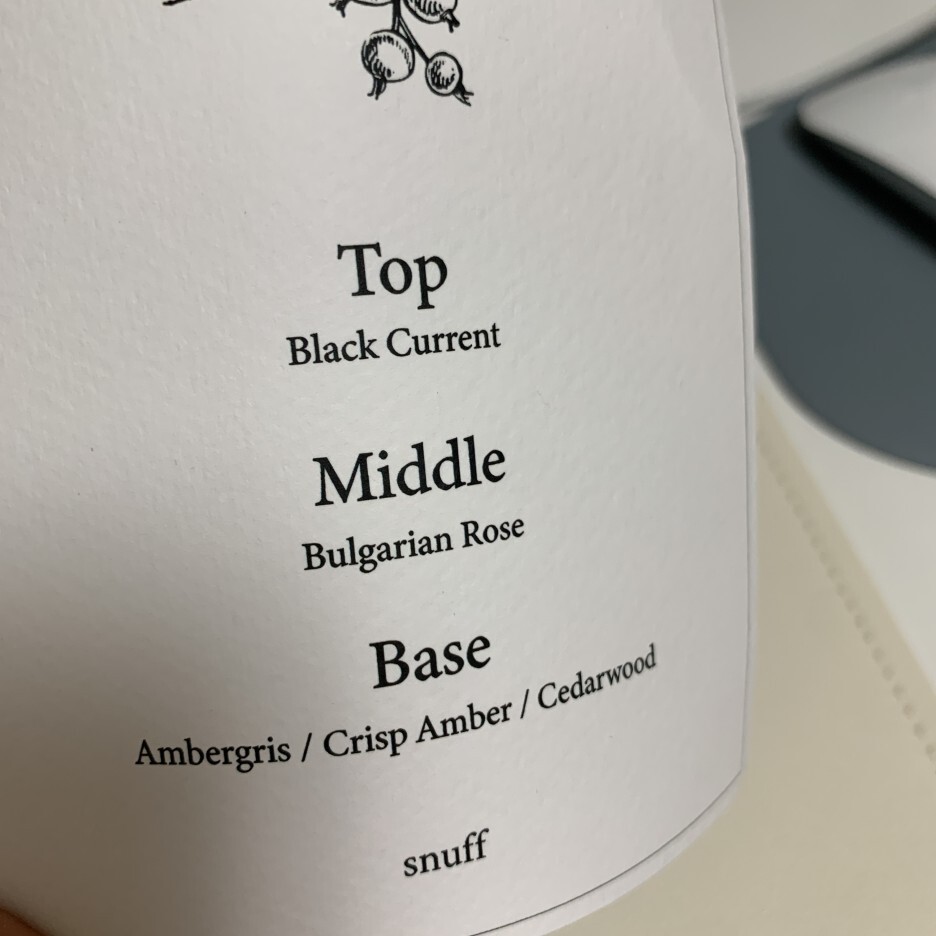 Top
Black Current
Middle
Bulgarian Rose
Base
Ambergris / Crisp Amber / Cedarwood
snuff